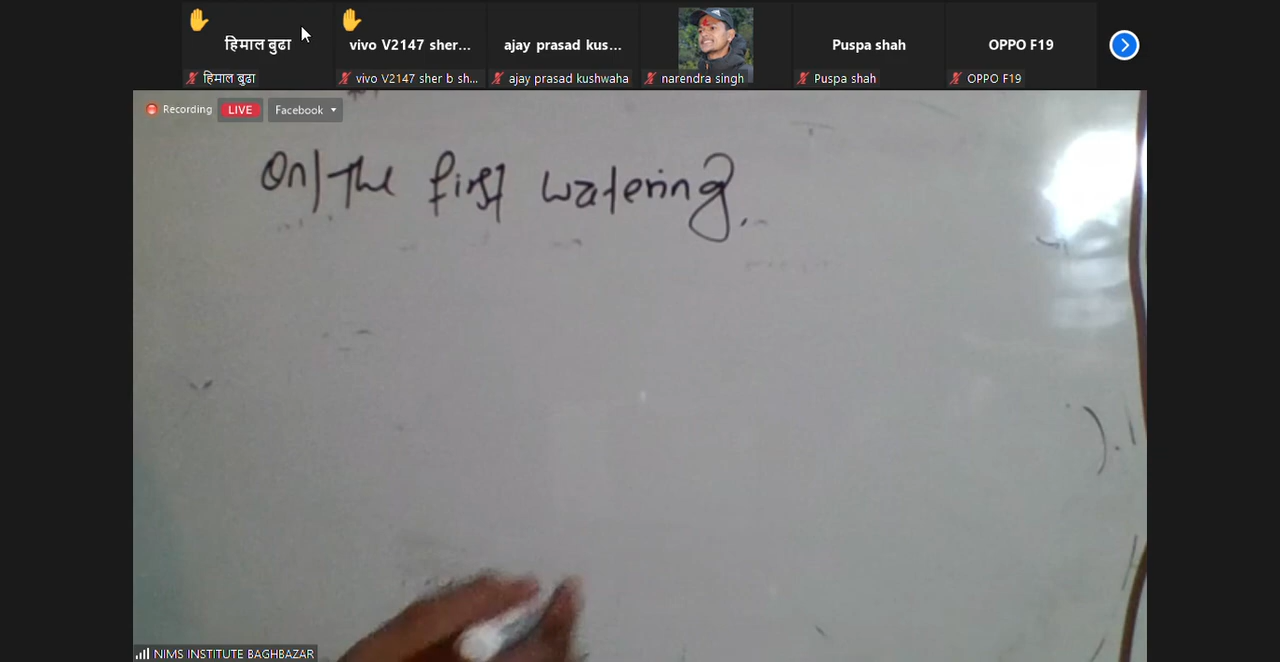 हिमाल बुढा
vivo V2147 sher...
ajay prasad kus...
Puspa shah
OPPO F19
हिमाल बुढा
vivo V2147 sher b sh...
ajay prasad kushwaha
narendra singh
Puspa shah
OPPO F19
Recording
LIVE
Facebook
On the first watering.
NIMS INSTITUTE BAGHBAZAR